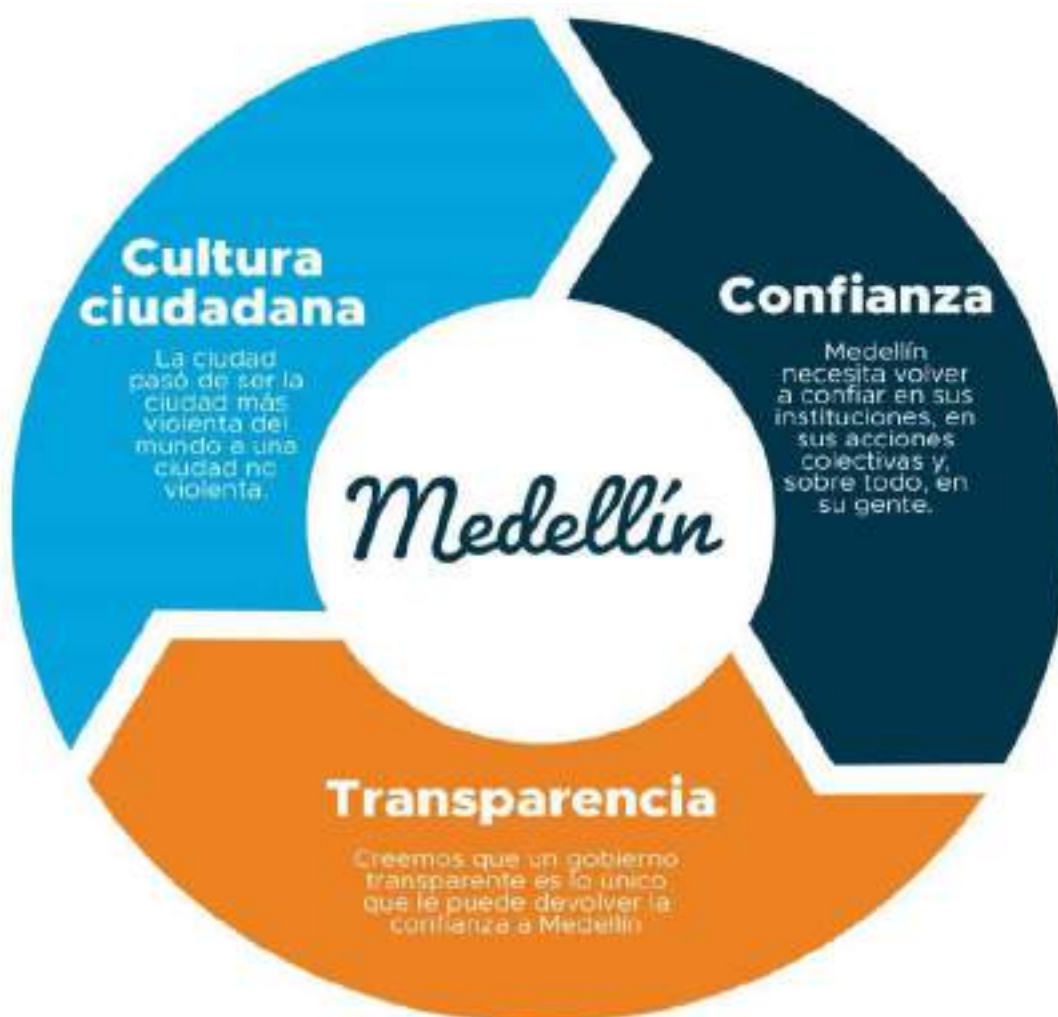 Cultura
ciudadana
La ciudad
pasó de ser la
ciudad más
violenta del
mundo a una
ciudad no
violenta.
Confianza
Medellín
necesita volver
a confiar en sus
instituciones, en
sus acciones
colectivas y,
sobre todo, en
su gente.
Medellín
Transparencia
Creemos que un gobierno
transparente es lo único
que le puede devolver la
confianza a Medellín